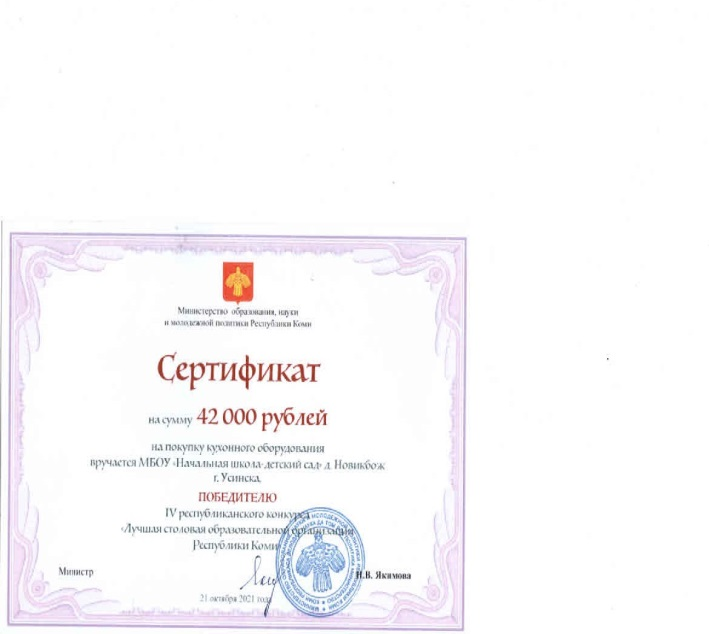 Министерство образования, науки
и молодежной политики Республики Коми
Сертификат
на сумму 42 000 рублей
на покупку кухонного оборудования
вручается МБОУ «Начальная школа-детский сад» д. Новикбож
г. Усинска,
ПОБЕДИТЕЛЮ
IV республиканского конкурса
«Лучшая столовая образовательной организации
Республики Коми»
Министр
Н.В. Якимова
21 октября 2021 года